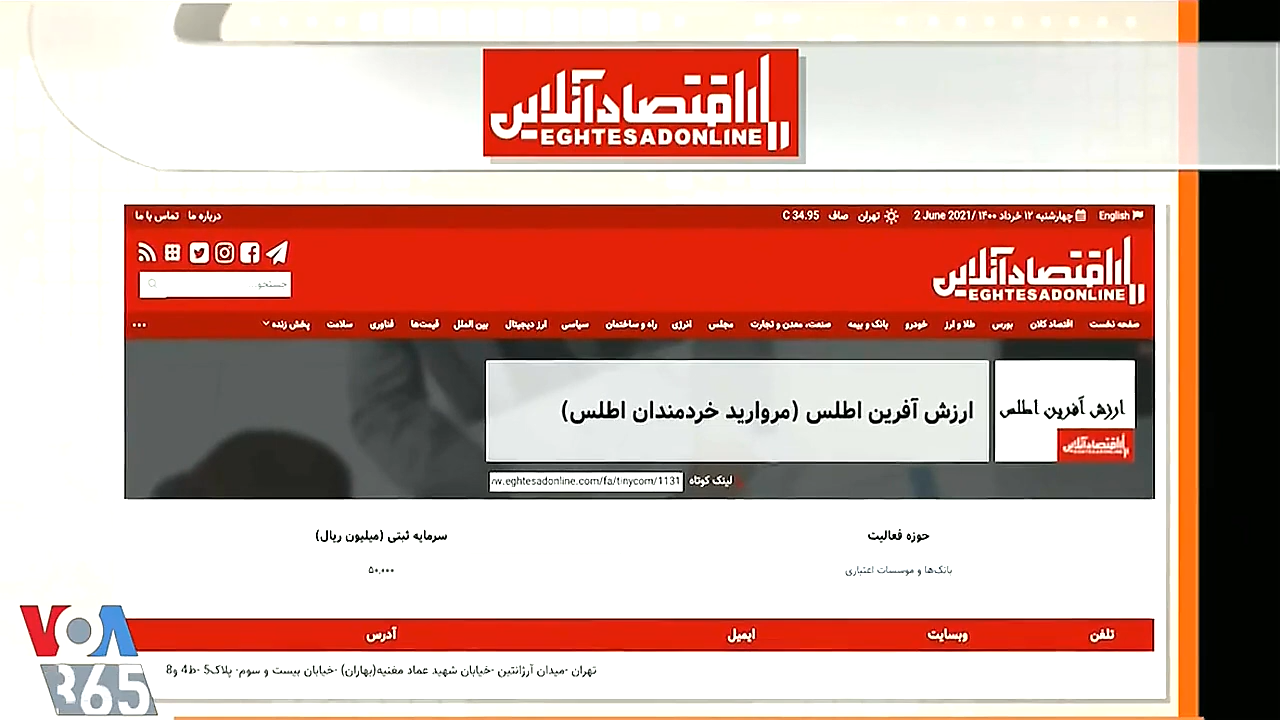 اقتصادآنلاین
EGHTESADONLINE
English چهارشنبه ۱۲ خرداد ۱۴۰۰ / 2 June 2021 تهران صاف 34.95 C درباره ما تماس با ما
اقتصادآنلاین
EGHTESADONLINE
جستجو...
صفحه نخست اقتصاد کلان بورس طلا و ارز خودرو بانک و بیمه صنعت، معدن و تجارت مجلس انرژی راه و ساختمان سیاسی ارز دیجیتال بین الملل قیمت‌ها فناوری سلامت پخش زنده ...
ارزش آفرین اطلس
اقتصادآنلاین
EGHTESADONLINE
ارزش آفرین اطلس (مروارید خردمندان اطلس)
لینک کوتاه w.eghtesadonline.com/fa/tinycom/1131
حوزه فعالیت سرمایه ثبتی (میلیون ریال)
بانک‌ها و موسسات اعتباری ۵۰,۰۰۰
تلفن وبسایت ایمیل آدرس
تهران -میدان آرژانتین -خیابان شهید عماد مغنیه(بهاران) -خیابان بیست و سوم- پلاک5 -ط4 و8
VOA
365